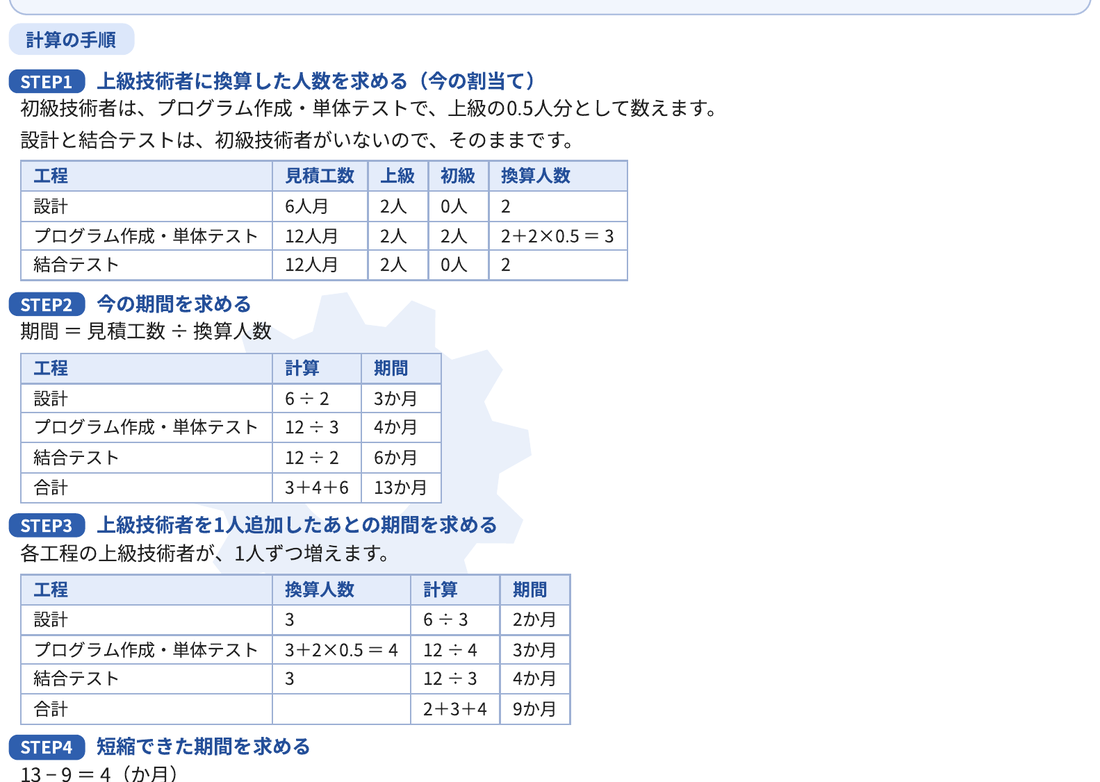 計算の手順
STEP1 上級技術者に換算した人数を求める（今の割当て）
初級技術者は、プログラム作成・単体テストで、上級の0.5人分として数えます。
設計と結合テストは、初級技術者がいないので、そのままです。
工程 見積工数 上級 初級 換算人数
設計 6人月 2人 0人 2
プログラム作成・単体テスト 12人月 2人 2人 2＋2×0.5 = 3
結合テスト 12人月 2人 0人 2
STEP2 今の期間を求める
期間 = 見積工数 ÷ 換算人数
工程 計算 期間
設計 6 ÷ 2 3か月
プログラム作成・単体テスト 12 ÷ 3 4か月
結合テスト 12 ÷ 2 6か月
合計 3＋4＋6 13か月
STEP3 上級技術者を1人追加したあとの期間を求める
各工程の上級技術者が、1人ずつ増えます。
工程 換算人数 計算 期間
設計 3 6 ÷ 3 2か月
プログラム作成・単体テスト 3＋2×0.5 = 4 12 ÷ 4 3か月
結合テスト 3 12 ÷ 3 4か月
合計 2＋3＋4 9か月
STEP4 短縮できた期間を求める
13 − 9 = 4（か月）